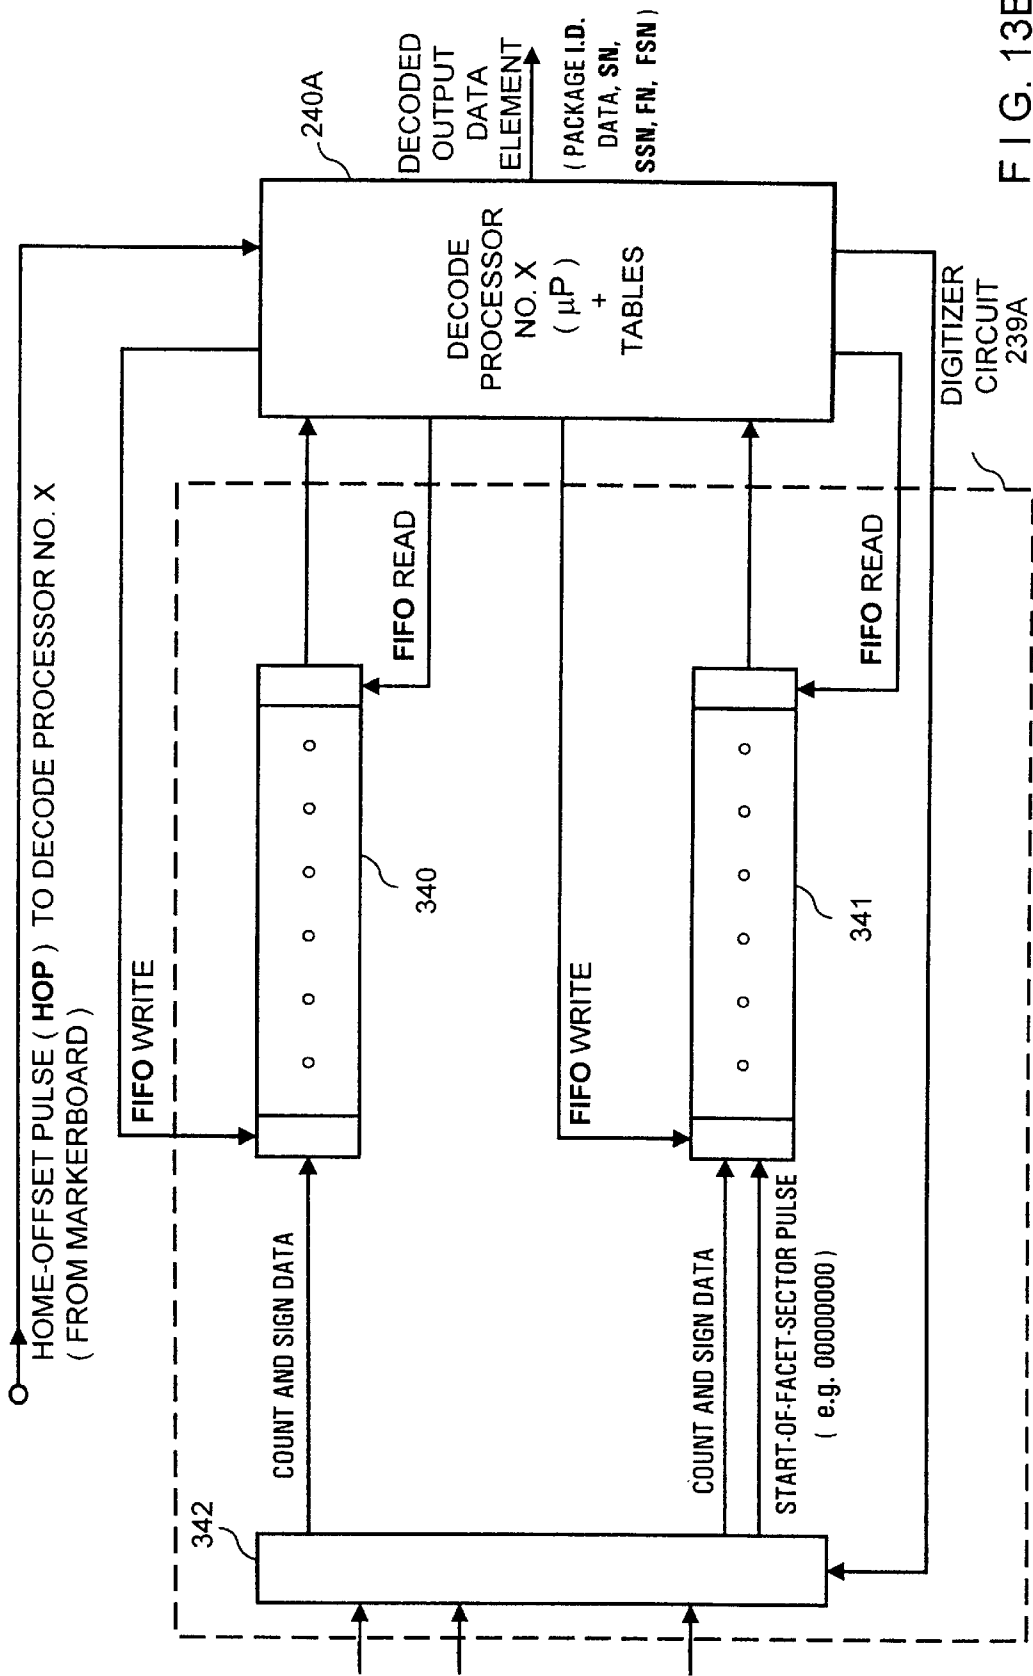 HOME-OFFSET PULSE ( HOP ) TO DECODE PROCESSOR NO. X
( FROM MARKERBOARD )
FIFO WRITE
342
COUNT AND SIGN DATA
340
FIFO READ
240A
DECODED
OUTPUT
DATA
ELEMENT
( PACKAGE I.D.
DATA, SN,
SSN, FN, FSN )
DECODE
PROCESSOR
NO. X
( µP )
+
TABLES
FIFO WRITE
COUNT AND SIGN DATA
START-OF-FACET-SECTOR PULSE
( e.g. 00000000 )
341
FIFO READ
DIGITIZER
CIRCUIT
239A
F I G. 13B